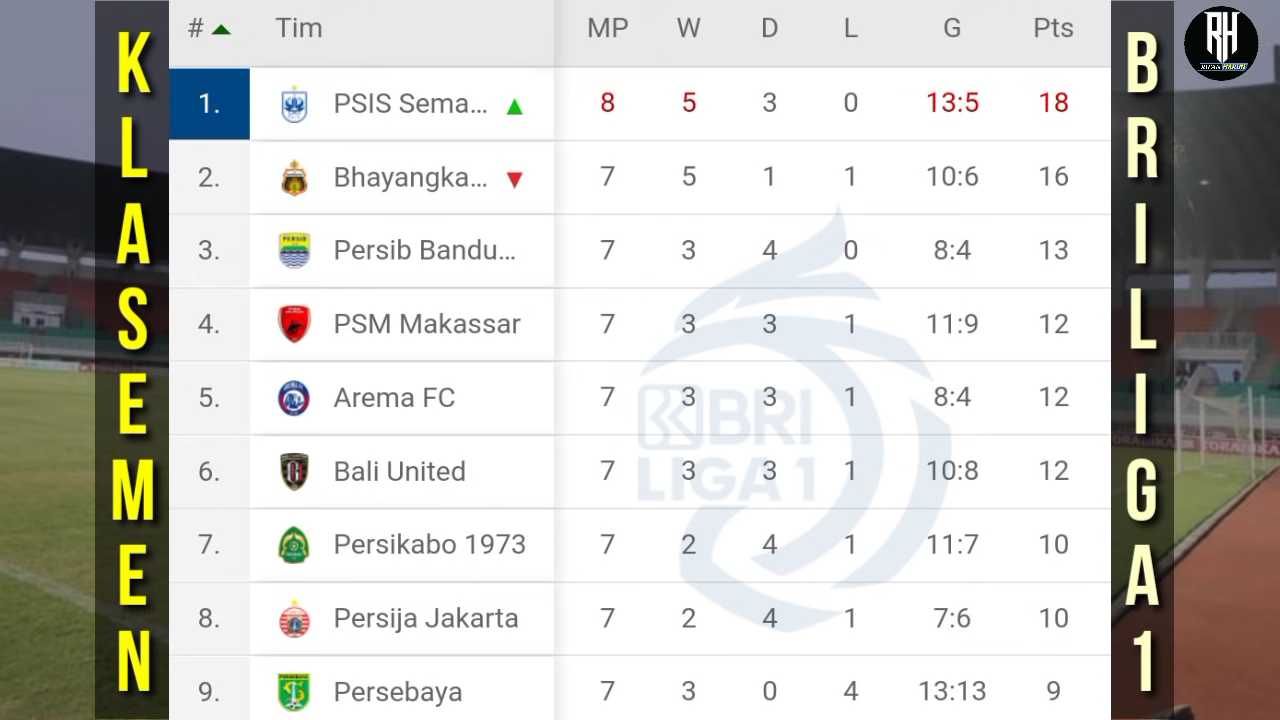 KLASEMEN
# Tim MP W D L G Pts
1. PSIS Sema... 8 5 3 0 13:5 18
2. Bhayangka... 7 5 1 1 10:6 16
3. Persib Bandu... 7 3 4 0 8:4 13
4. PSM Makassar 7 3 3 1 11:9 12
5. Arema FC 7 3 3 1 8:4 12
6. Bali United 7 3 3 1 10:8 12
7. Persikabo 1973 7 2 4 1 11:7 10
8. Persija Jakarta 7 2 4 1 7:6 10
9. Persebaya 7 3 0 4 13:13 9
BRI LIGA 1
BRI
LIGA 1
RH
PERSIB
PERSEBAYA